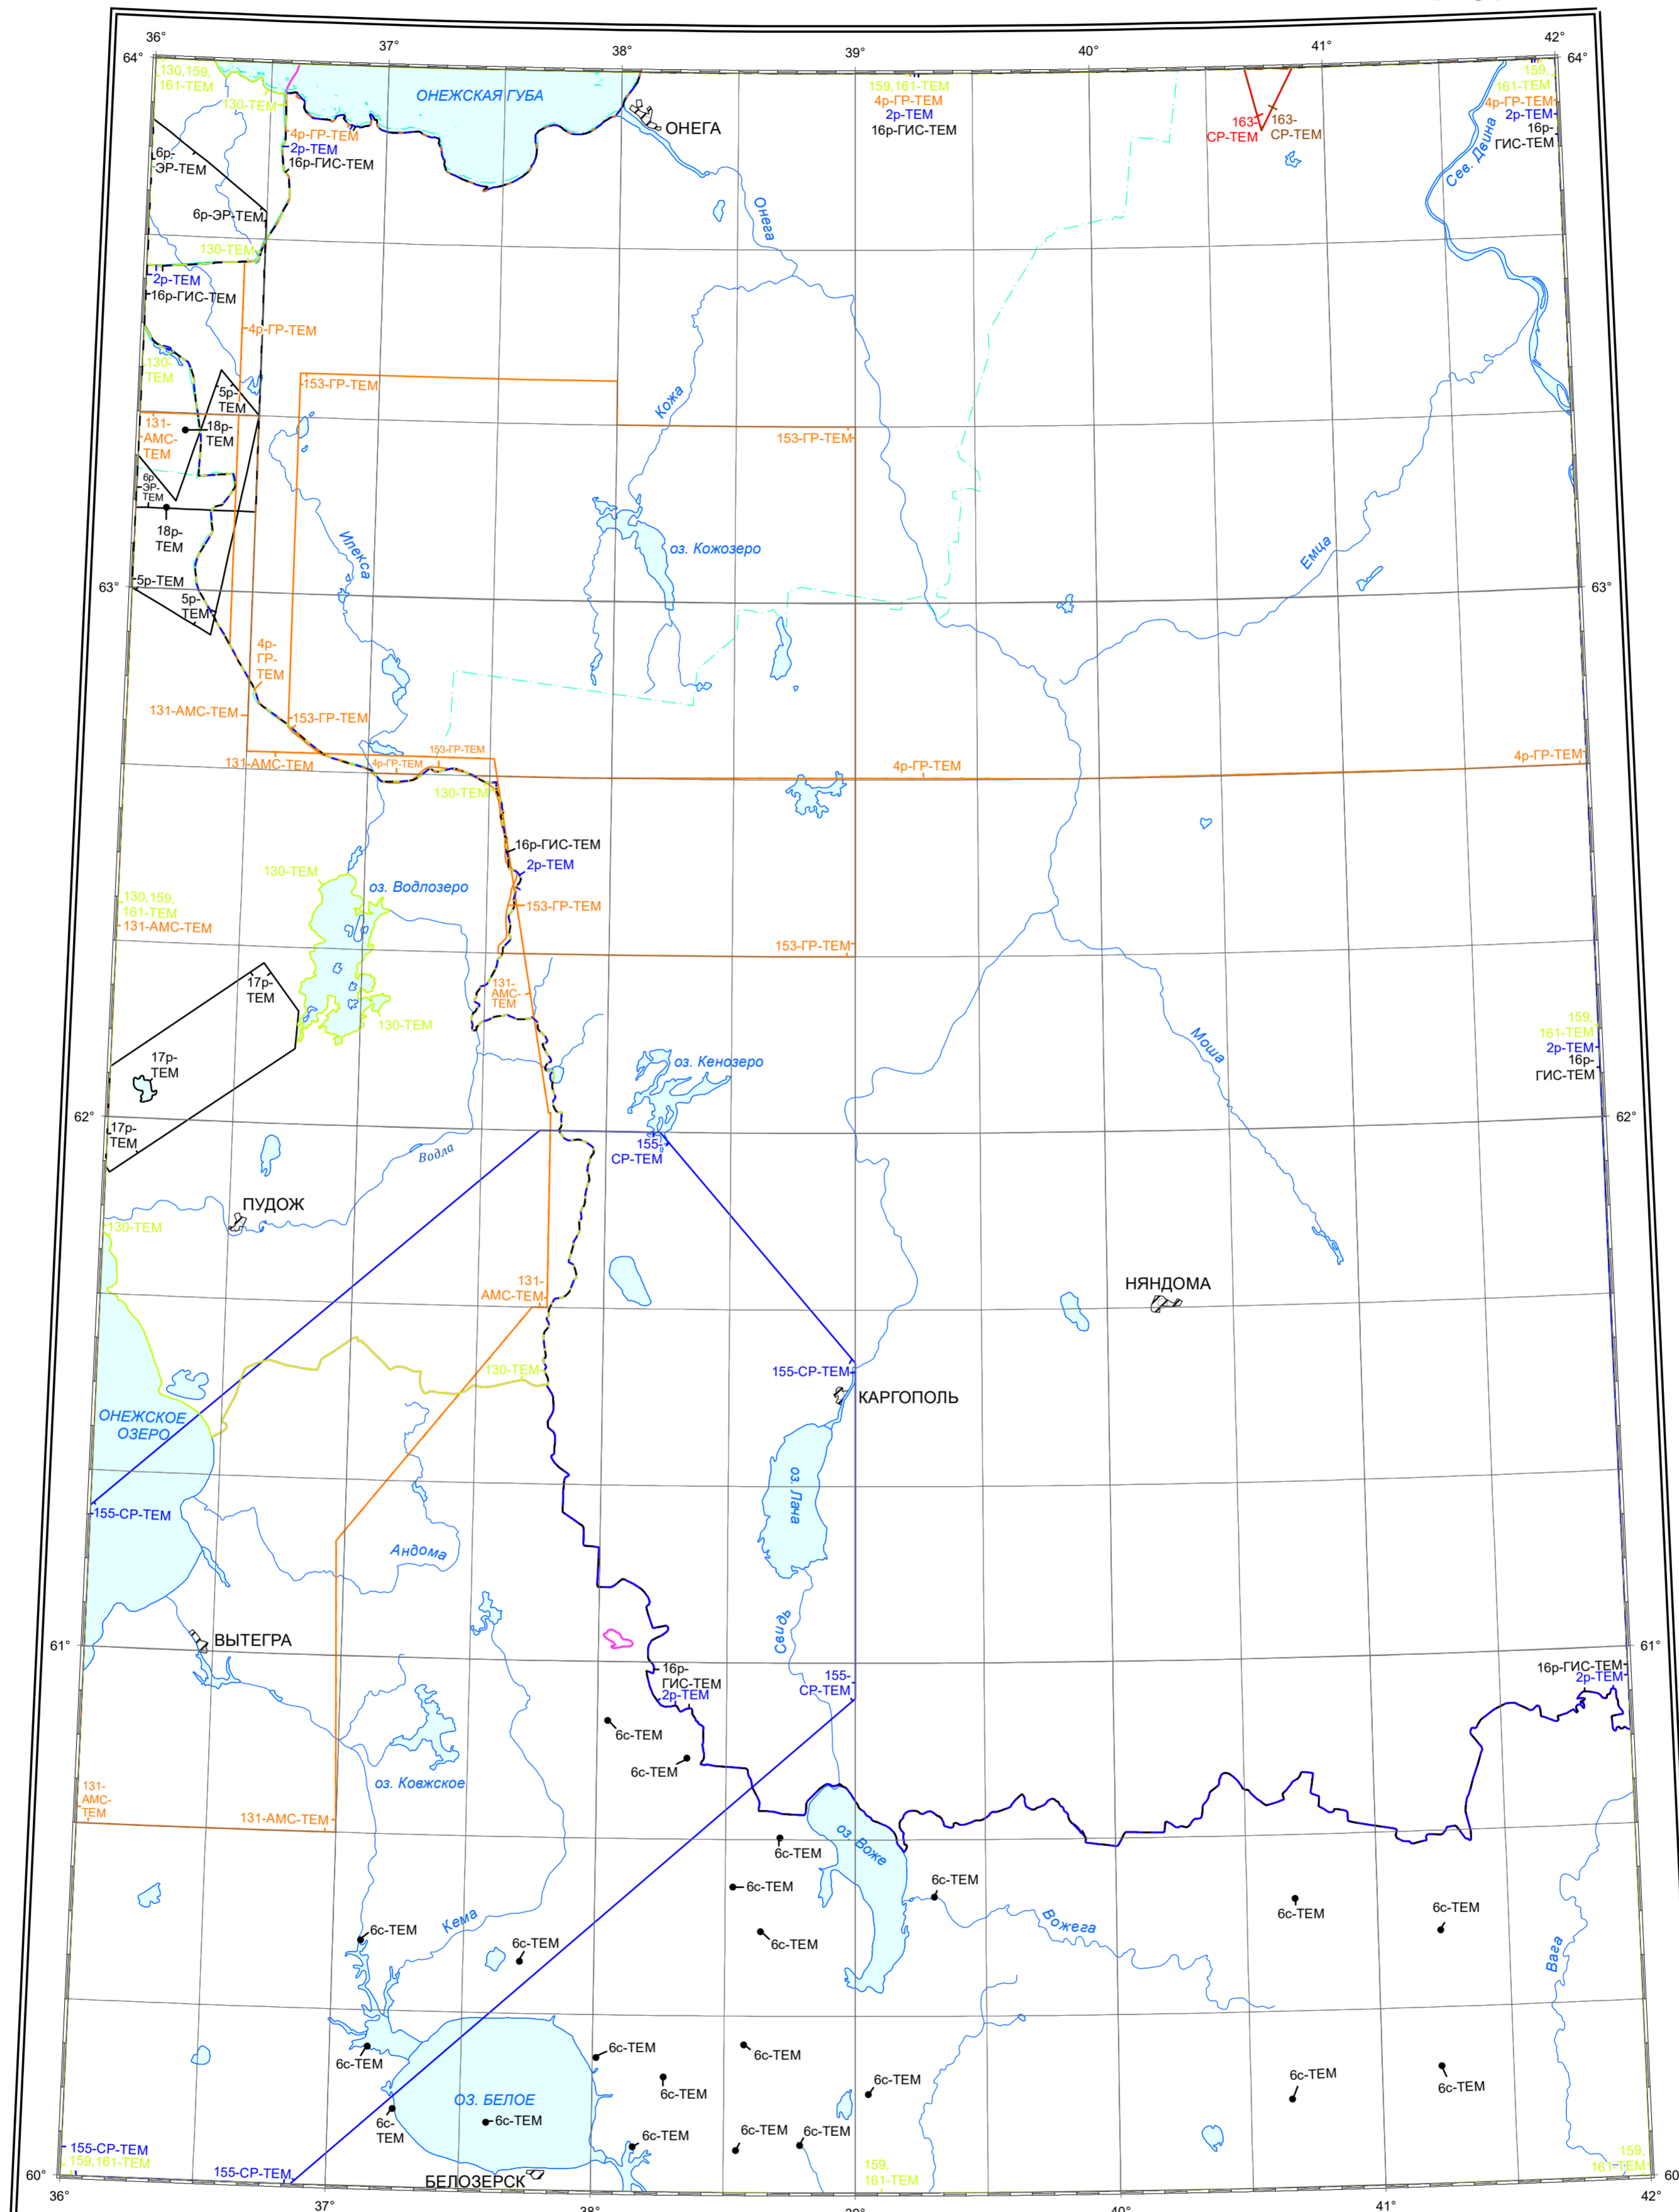 36°
37°
38°
39°
40°
41°
42°
64°
64°
130,159,
161-ТЕМ
130-ТЕМ
ОНЕЖСКАЯ ГУБА
ОНЕГА
159,161-ТЕМ
4р-ГР-ТЕМ
2р-ТЕМ
16р-ГИС-ТЕМ
163-
СР-ТЕМ
163-
СР-ТЕМ
159,
161-ТЕМ
4р-ГР-ТЕМ
2р-ТЕМ
16р-
ГИС-ТЕМ
Сев. Двина
4р-ГР-ТЕМ
2р-ТЕМ
16р-ГИС-ТЕМ
6р-
ЭР-ТЕМ
6р-ЭР-ТЕМ
130-ТЕМ
Онега
2р-ТЕМ
16р-ГИС-ТЕМ
4р-ГР-ТЕМ
130-
ТЕМ
5р-
ТЕМ
153-ГР-ТЕМ
Кожа
131-
АМС-
ТЕМ
18р-
ТЕМ
153-ГР-ТЕМ
6р-
ЭР-
ТЕМ
18р-
ТЕМ
Илекса
оз. Кожозеро
Емца
5р-ТЕМ
63°
63°
5р-
ТЕМ
4р-
ГР-
ТЕМ
131-АМС-ТЕМ
153-ГР-ТЕМ
153-ГР-ТЕМ
131-АМС-ТЕМ
4р-ГР-ТЕМ
4р-ГР-ТЕМ
4р-ГР-ТЕМ
130-ТЕМ
16р-ГИС-ТЕМ
2р-ТЕМ
130-ТЕМ
оз. Водлозеро
130,159,
161-ТЕМ
131-АМС-ТЕМ
153-ГР-ТЕМ
153-ГР-ТЕМ
17р-
ТЕМ
131-
АМС-
ТЕМ
130-ТЕМ
159,
161-ТЕМ
2р-ТЕМ
16р-
ГИС-ТЕМ
Моша
17р-
ТЕМ
оз. Кенозеро
62°
62°
17р-
ТЕМ
Водла
155-
СР-ТЕМ
ПУДОЖ
130-ТЕМ
131-
АМС-ТЕМ
НЯНДОМА
130-ТЕМ
155-СР-ТЕМ
КАРГОПОЛЬ
ОНЕЖСКОЕ
ОЗЕРО
оз. Лача
155-СР-ТЕМ
Андома
Свидь
ВЫТЕГРА
61°
61°
16р-
ГИС-ТЕМ
2р-ТЕМ
155-
СР-ТЕМ
16р-ГИС-ТЕМ
2р-ТЕМ
6с-ТЕМ
6с-ТЕМ
оз. Ковжское
131-
АМС-
ТЕМ
131-АМС-ТЕМ
оз. Воже
6с-ТЕМ
6с-ТЕМ
6с-ТЕМ
6с-ТЕМ
6с-ТЕМ
Кема
Вожега
6с-ТЕМ
6с-ТЕМ
6с-ТЕМ
6с-ТЕМ
Вага
6с-ТЕМ
6с-ТЕМ
6с-ТЕМ
6с-ТЕМ
6с-ТЕМ
6с-ТЕМ
6с-ТЕМ
ОЗ. БЕЛОЕ
6с-
ТЕМ
6с-ТЕМ
6с-ТЕМ
6с-ТЕМ
6с-ТЕМ
155-СР-ТЕМ
159,161-ТЕМ
155-СР-ТЕМ
БЕЛОЗЕРСК
159,
161-ТЕМ
159,
161-ТЕМ
60°
60
36°
37°
38°
41°
42°